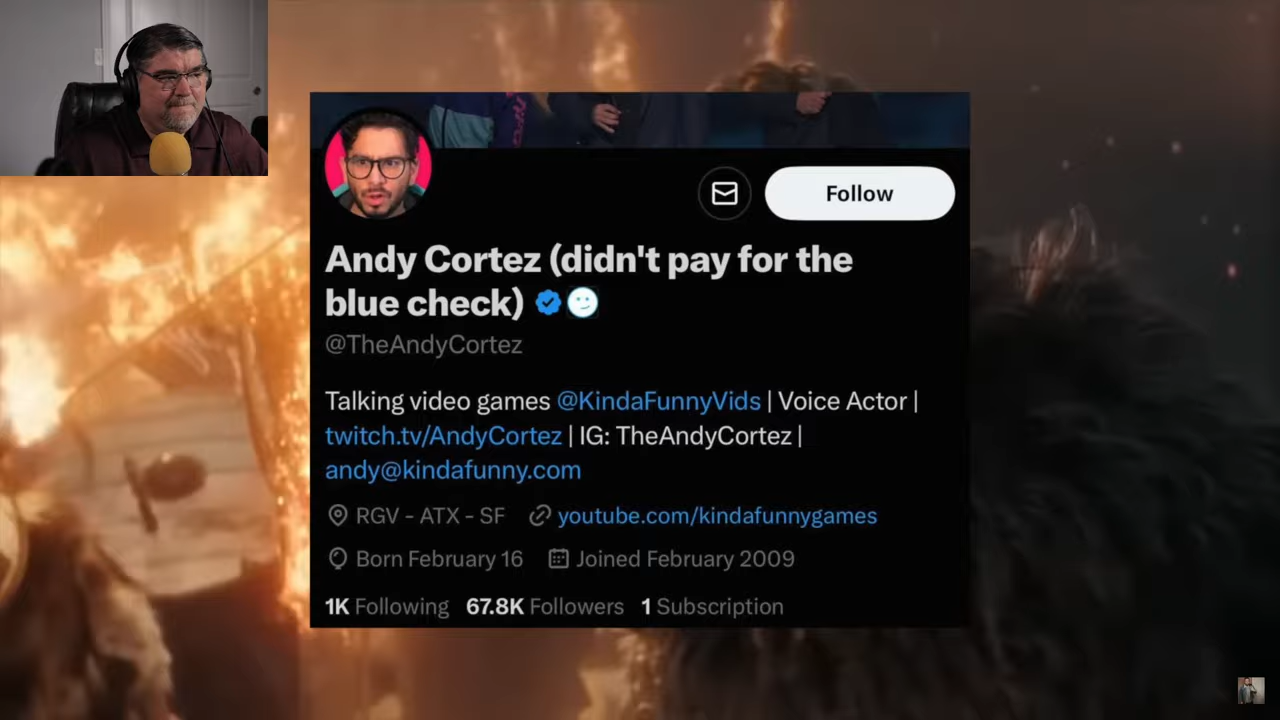 Follow
Andy Cortez (didn't pay for the
blue check)
@TheAndyCortez
Talking video games @KindaFunnyVids | Voice Actor |
twitch.tv/AndyCortez | IG: TheAndyCortez |
andy@kindafunny.com
RGV - ATX - SF youtube.com/kindafunnygames
Born February 16 Joined February 2009
1K Following 67.8K Followers 1 Subscription